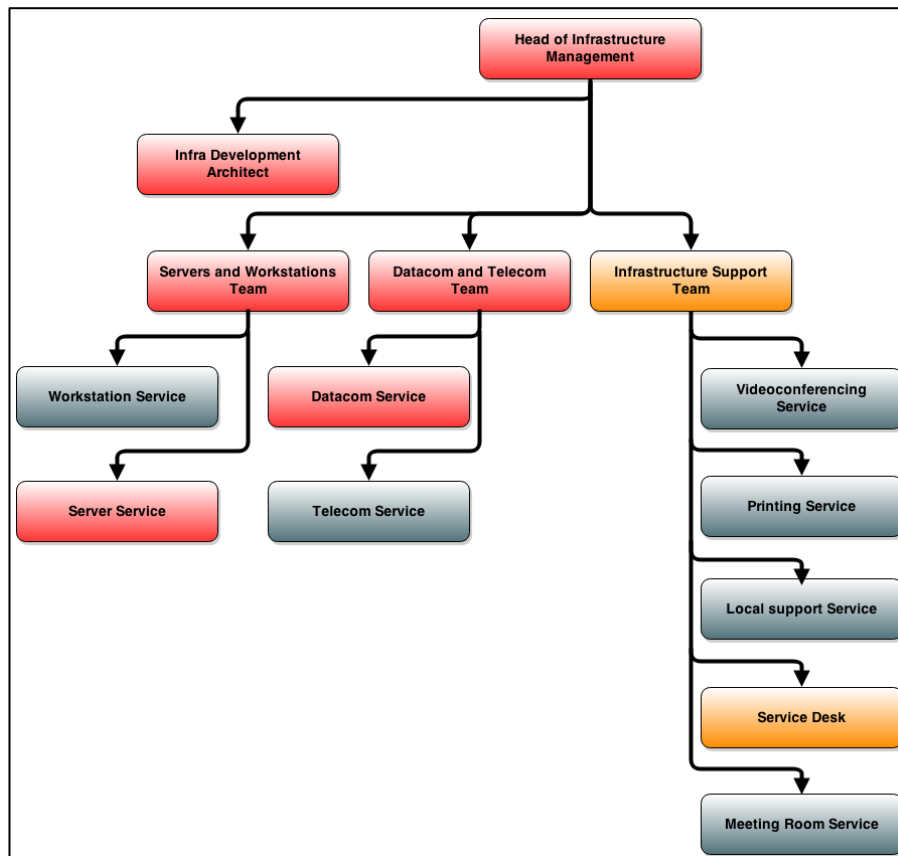 Head of Infrastructure
Management
Infra Development
Architect
Servers and Workstations
Team
Datacom and Telecom
Team
Infrastructure Support
Team
Workstation Service
Datacom Service
Videoconferencing
Service
Server Service
Telecom Service
Printing Service
Local support Service
Service Desk
Meeting Room Service